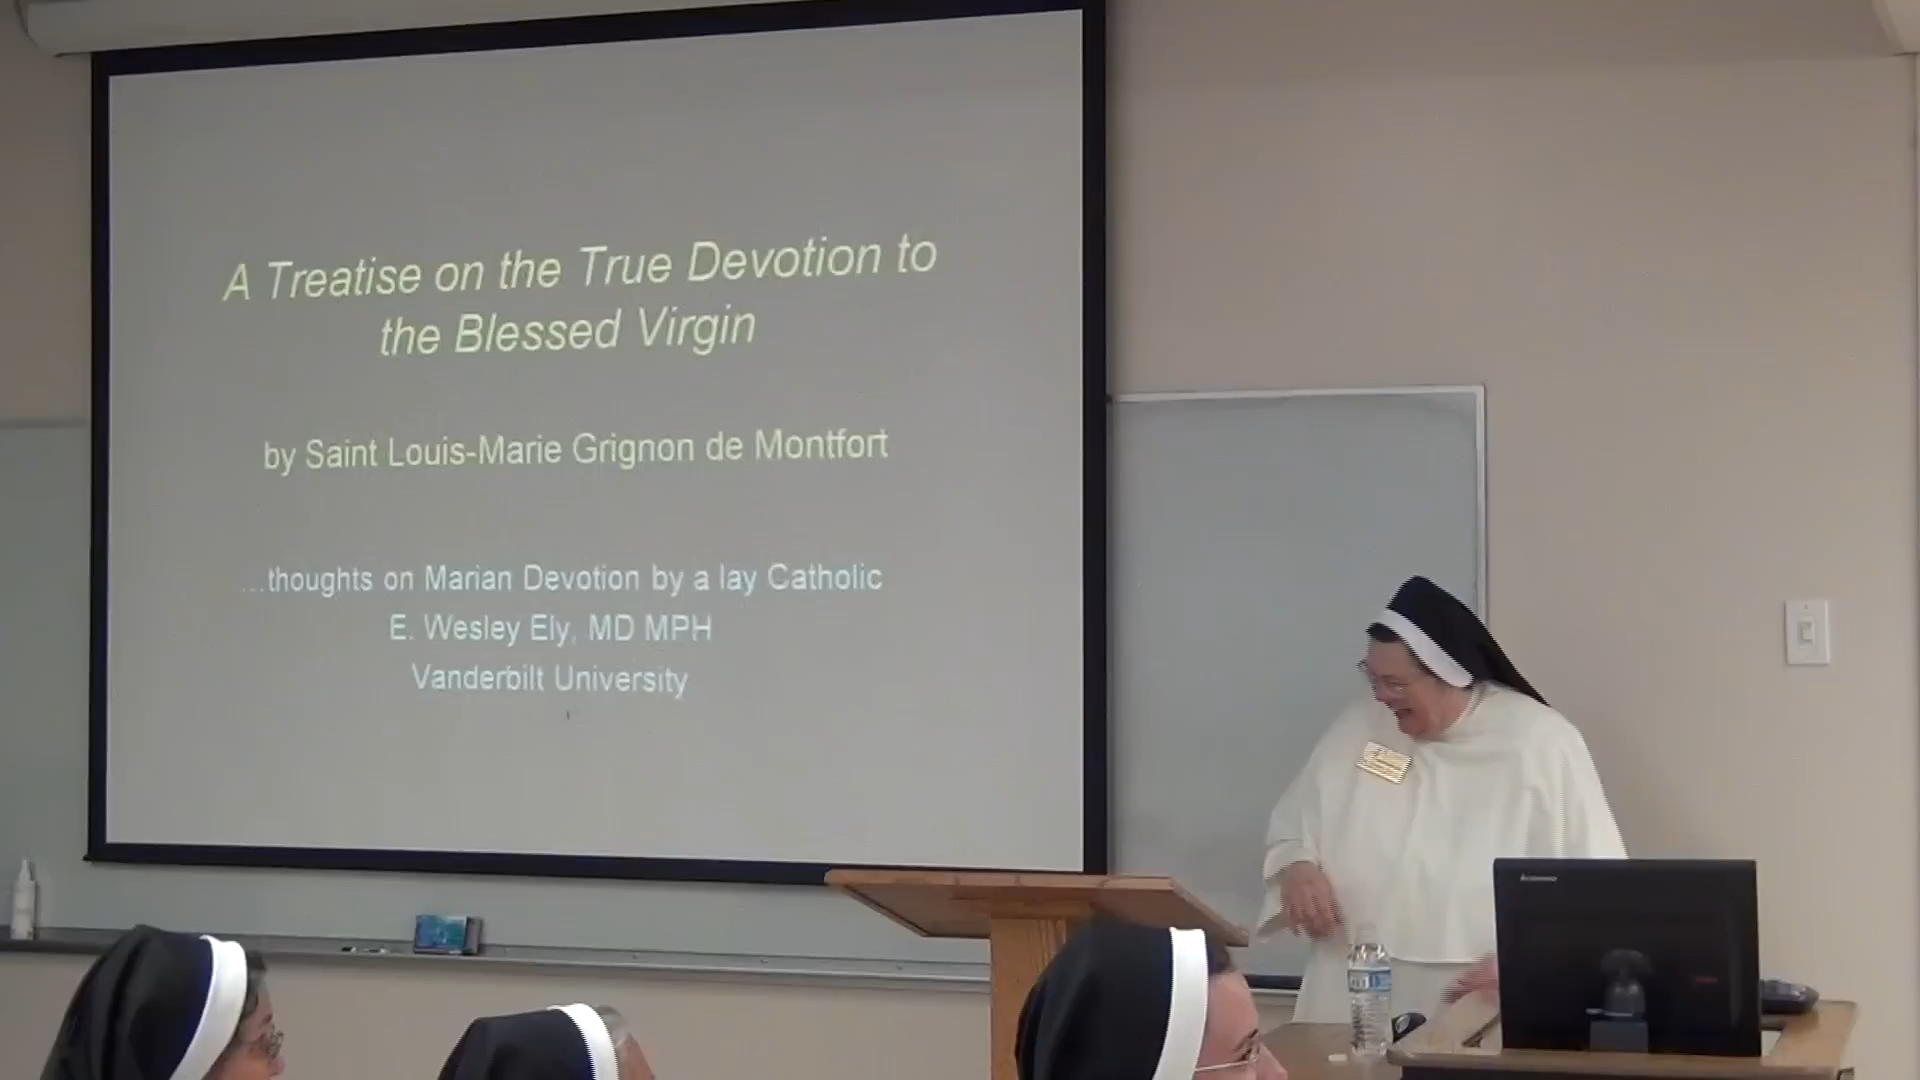 A Treatise on the True Devotion to
the Blessed Virgin
by Saint Louis-Marie Grignon de Montfort
...thoughts on Marian Devotion by a lay Catholic
E. Wesley Ely, MD MPH
Vanderbilt University
lenovo